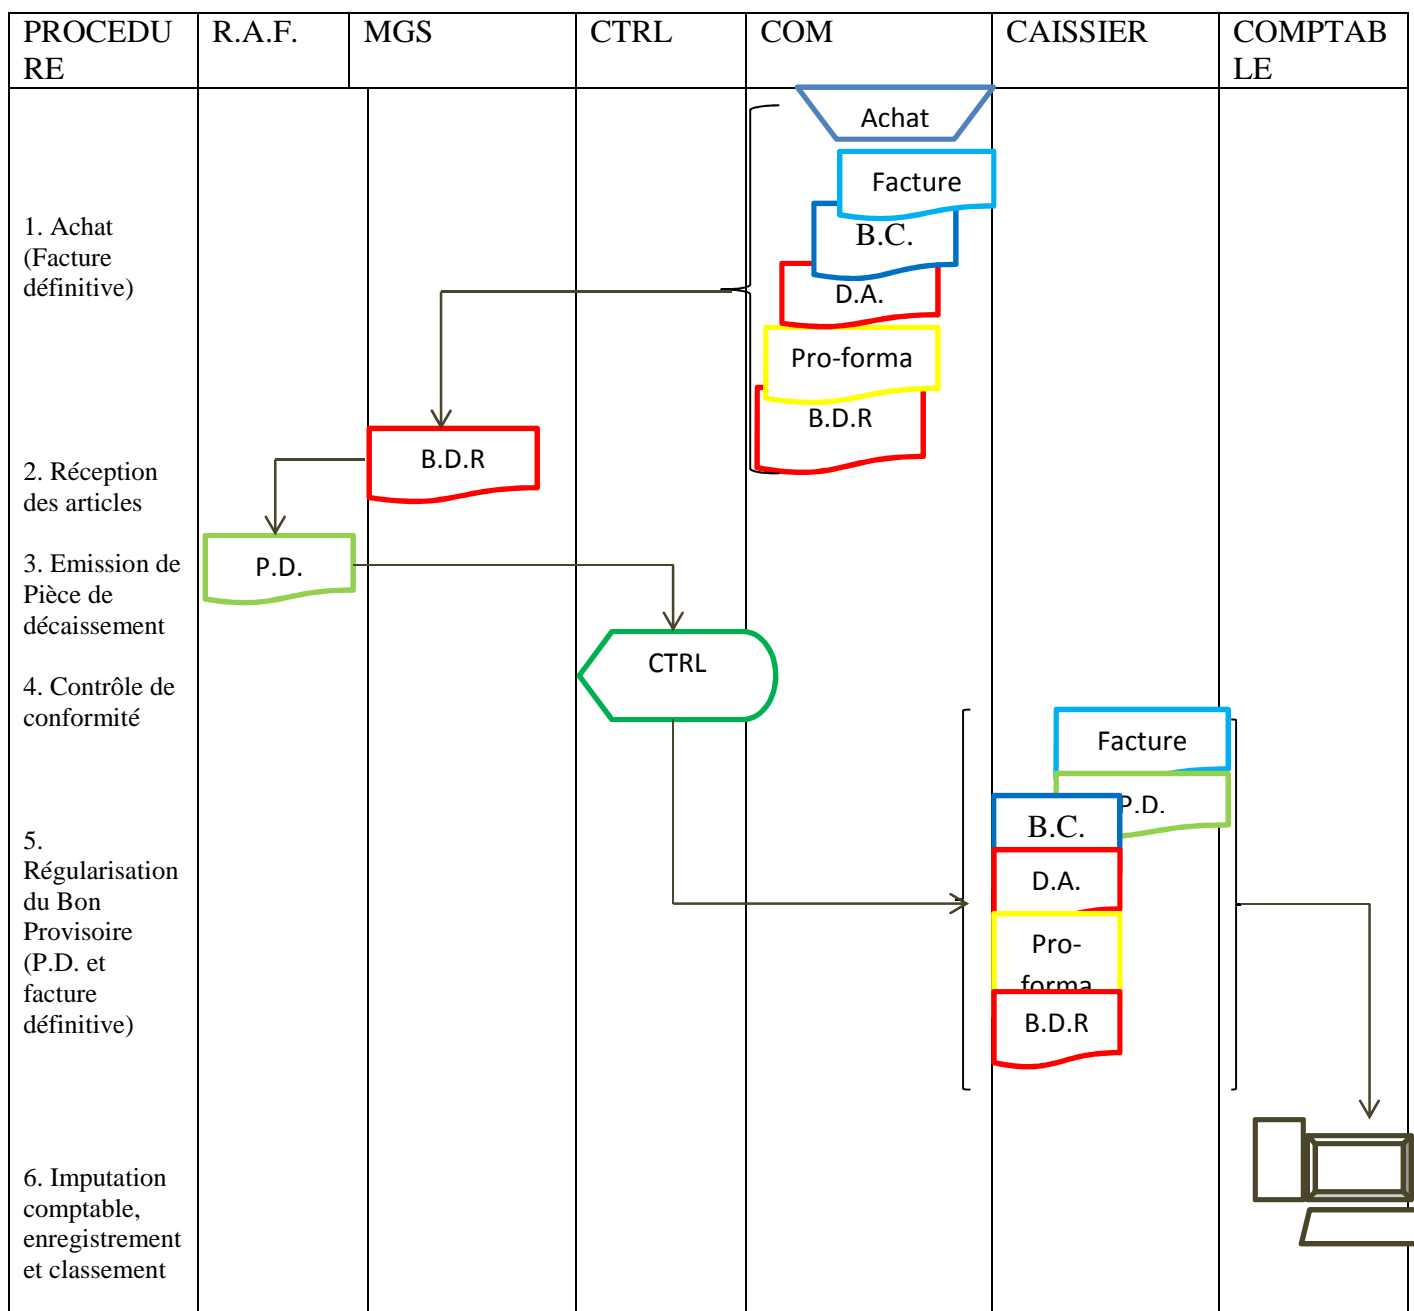 PROCEDU
RE
R.A.F.
MGS
CTRL
COM
CAISSIER
COMPTAB
LE
Achat
Facture
B.C.
D.A.
Pro-forma
B.D.R
1. Achat
(Facture
définitive)
B.D.R
2. Réception
des articles
P.D.
3. Emission de
Pièce de
décaissement
CTRL
4. Contrôle de
conformité
Facture
P.D.
B.C.
D.A.
Pro-
forma
B.D.R
5.
Régularisation
du Bon
Provisoire
(P.D. et
facture
définitive)
6. Imputation
comptable,
enregistrement
et classement